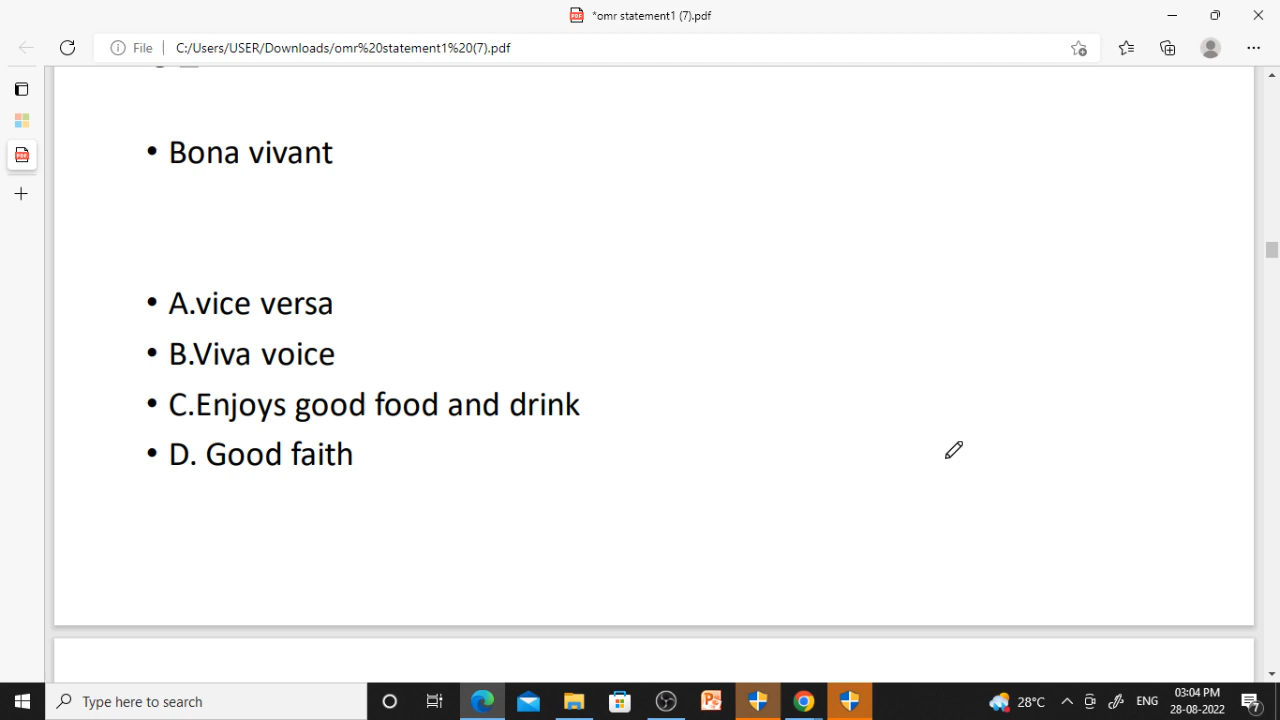 *omr statement1 (7).pdf
File
C:/Users/USER/Downloads/omr%20statement1%20(7).pdf
• Bona vivant
• A.vice versa
• B.Viva voice
• C.Enjoys good food and drink
• D. Good faith
Type here to search
28°C
ENG
03:04 PM
28-08-2022
7